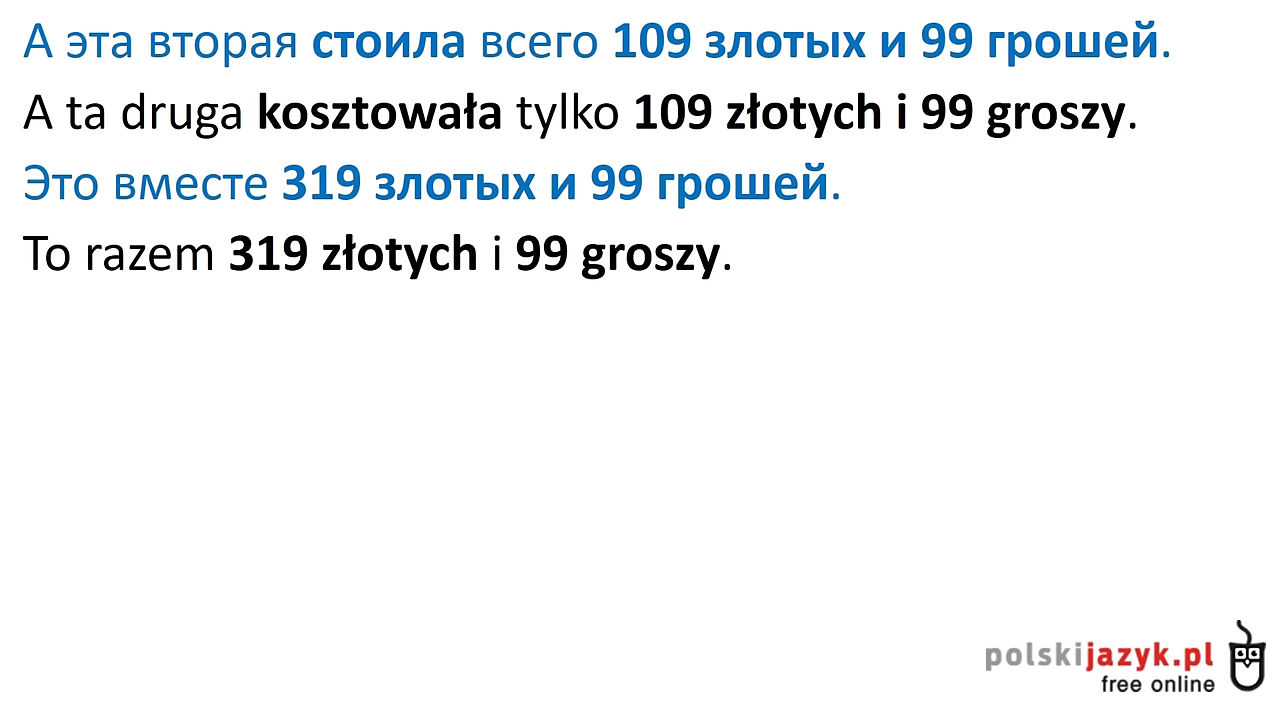 А эта вторая стоила всего 109 злотых и 99 грошей.
A ta druga kosztowała tylko 109 złotych i 99 groszy.
Это вместе 319 злотых и 99 грошей.
To razem 319 złotych i 99 groszy.
polskijazyk.pl
free online